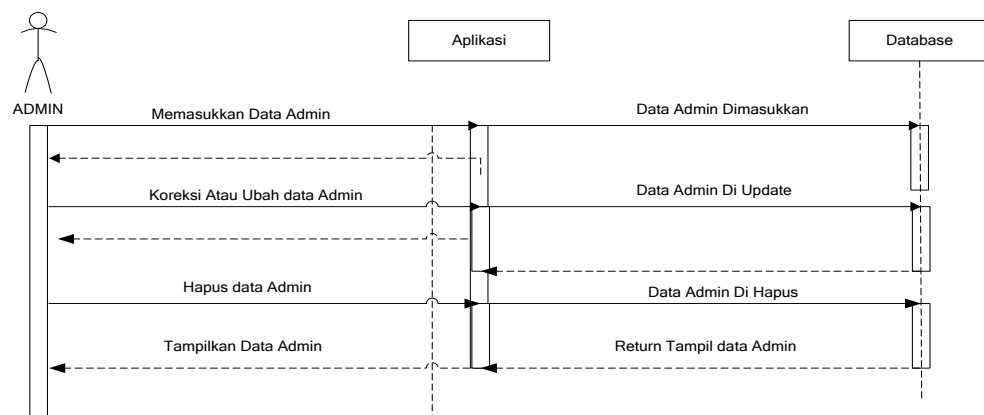 Aplikasi
Database
ADMIN
Memasukkan Data Admin
Data Admin Dimasukkan
Koreksi Atau Ubah data Admin
Data Admin Di Update
Hapus data Admin
Data Admin Di Hapus
Tampilkan Data Admin
Return Tampil data Admin